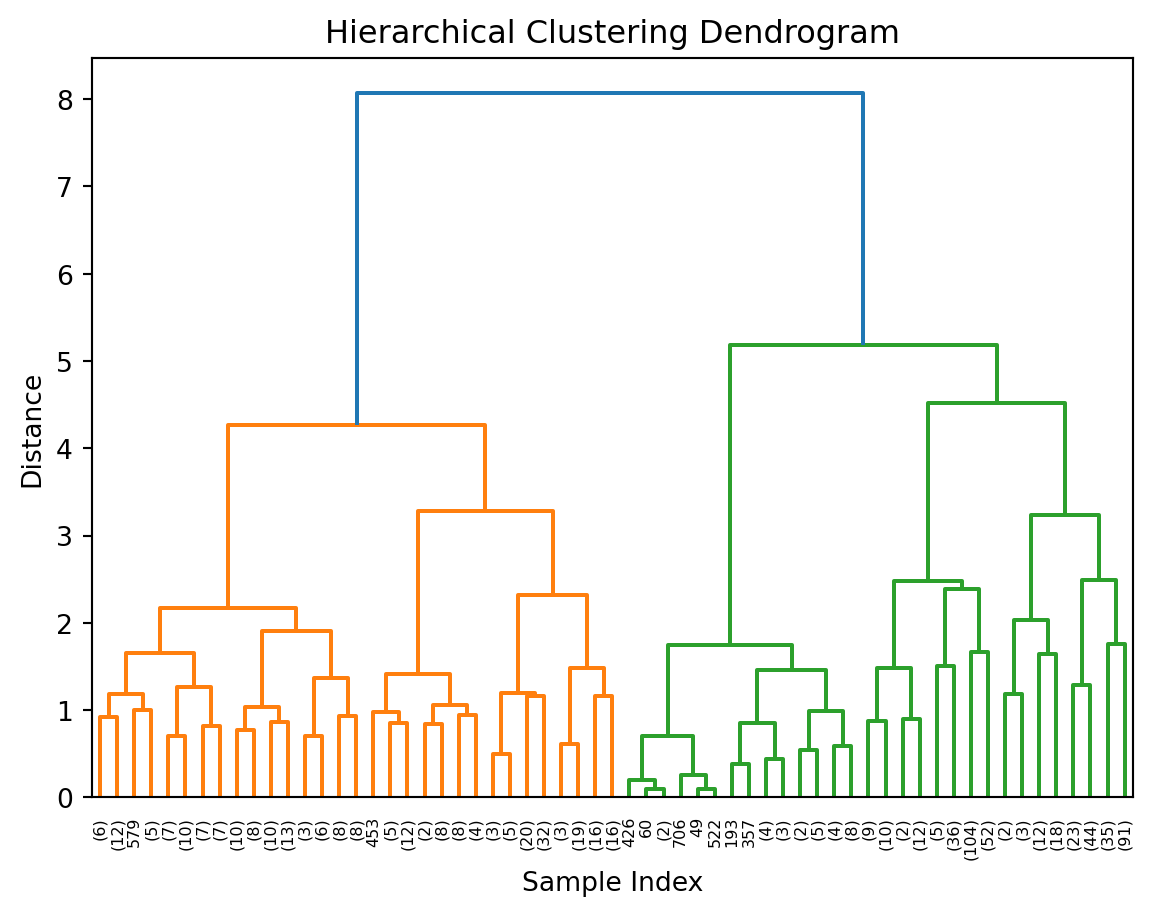 Hierarchical Clustering Dendrogram
8
7
6
5
4
3
2
1
0
Distance
(6) (12) 579 (5) (7) (10) (7) (7) (10) (8) (10) (13) (3) (6) (8) (8) 453 (5) (12) (2) (8) (8) (4) (3) (5) (20) (32) (3) (19) (16) (16) 426 60 (2) 706 49 522 193 357 (4) (3) (2) (5) (4) (8) (9) (10) (2) (12) (5) (36) (104) (52) (2) (3) (12) (18) (23) (44) (35) (91)
Sample Index